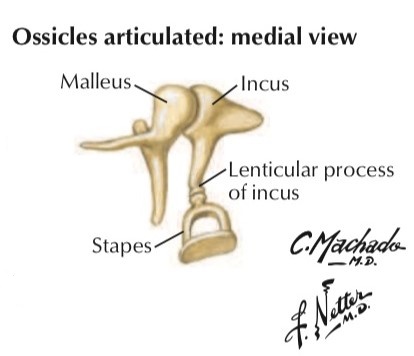 Ossicles articulated: medial view
Malleus
Incus
Lenticular process
of incus
Stapes
C. Machado
M.D.
f. Netter
M.D.